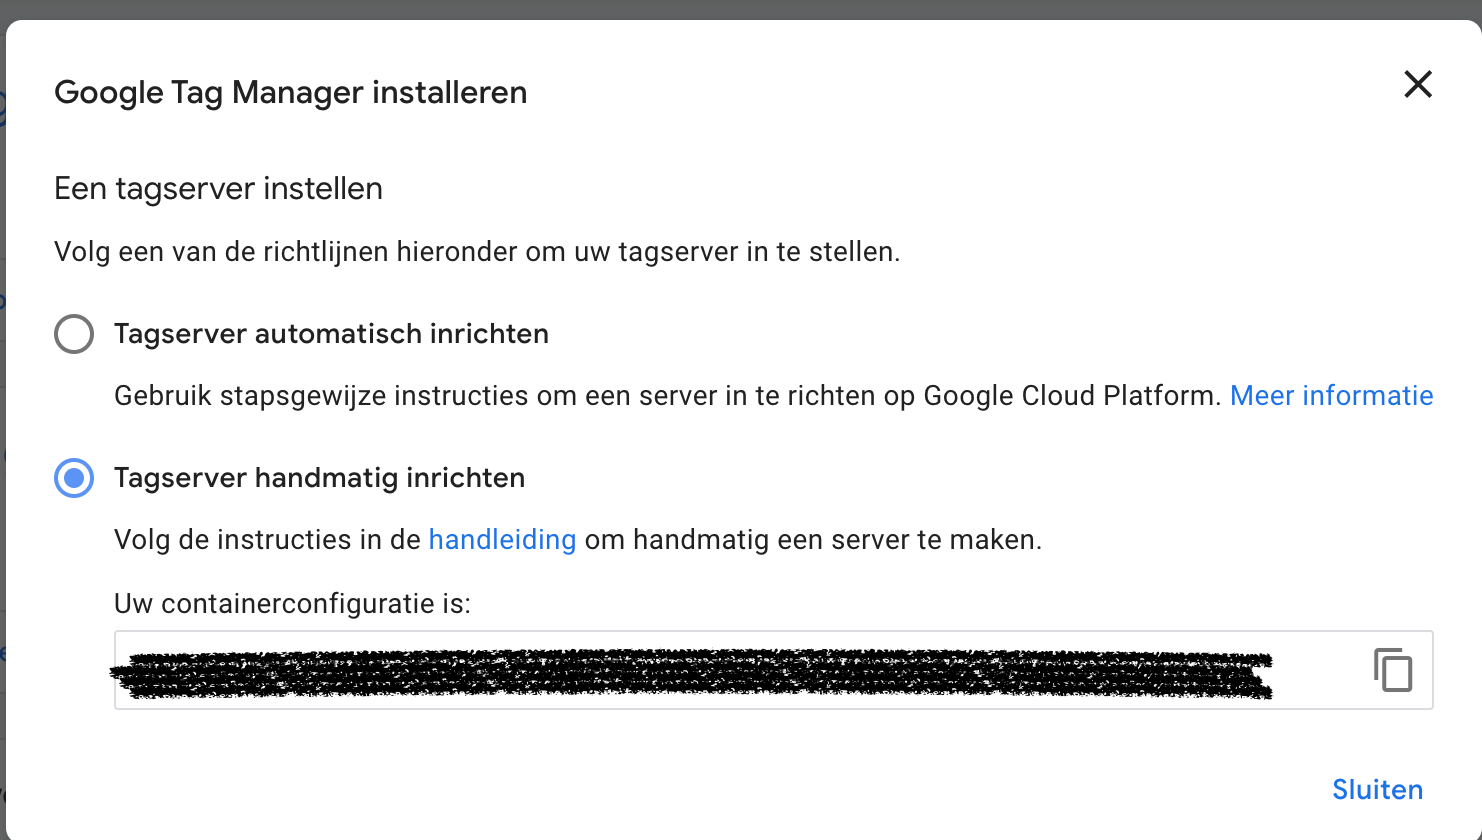 Google Tag Manager installeren
Een tagserver instellen
Volg een van de richtlijnen hieronder om uw tagserver in te stellen.
Tagserver automatisch inrichten
Gebruik stapsgewijze instructies om een server in te richten op Google Cloud Platform. Meer informatie
Tagserver handmatig inrichten
Volg de instructies in de handleiding om handmatig een server te maken.
Uw containerconfiguratie is:
Sluiten